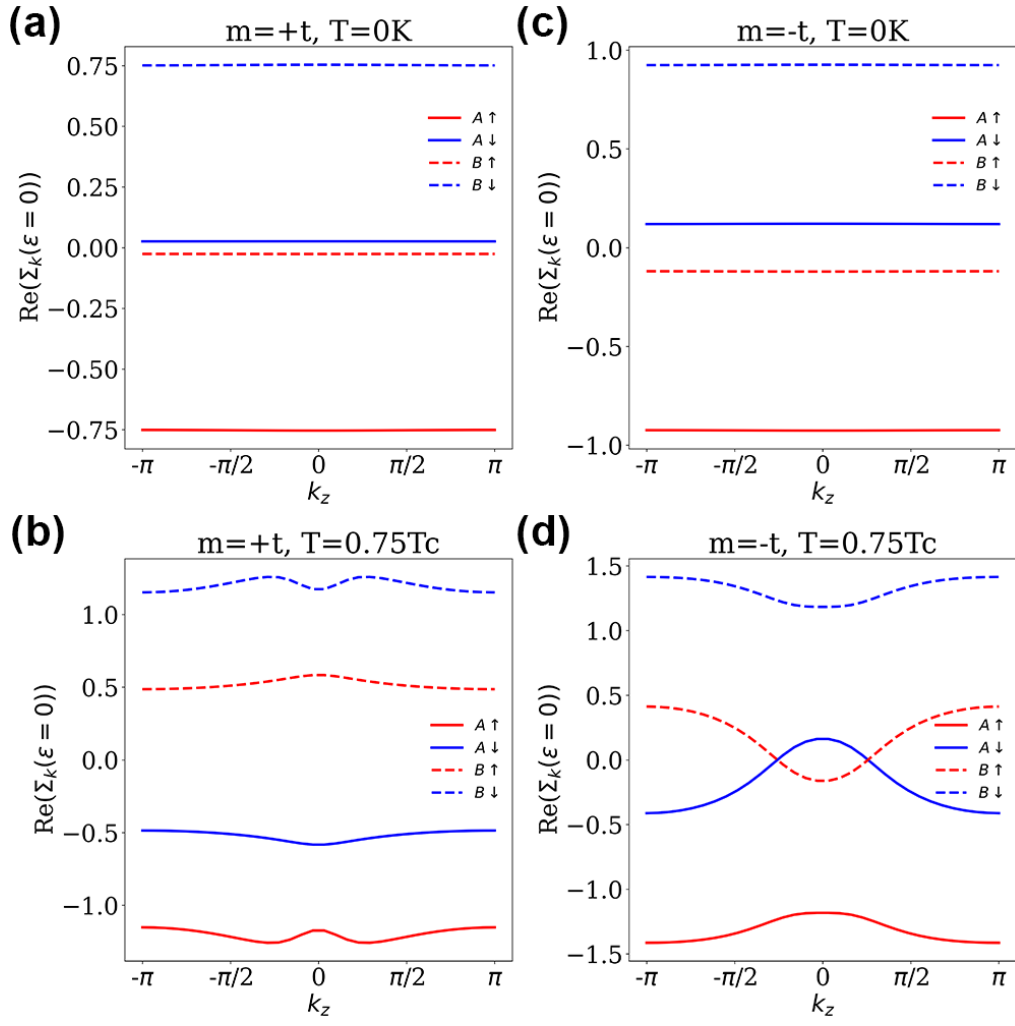 (a)
m=+t, T=0K
0.75
0.50
0.25
0.00
−0.25
−0.50
−0.75
Re(Σk(ε = 0))
A ↑
A ↓
B ↑
B ↓
-π -π/2 0 π/2 π
kz
(c)
m=-t, T=0K
1.0
0.5
0.0
−0.5
−1.0
Re(Σk(ε = 0))
A ↑
A ↓
B ↑
B ↓
-π -π/2 0 π/2 π
kz
(b)
m=+t, T=0.75Tc
1.0
0.5
0.0
−0.5
−1.0
Re(Σk(ε = 0))
A ↑
A ↓
B ↑
B ↓
-π -π/2 0 π/2 π
kz
(d)
m=-t, T=0.75Tc
1.5
1.0
0.5
0.0
−0.5
−1.0
−1.5
Re(Σk(ε = 0))
A ↑
A ↓
B ↑
B ↓
-π -π/2 0 π/2 π
kz